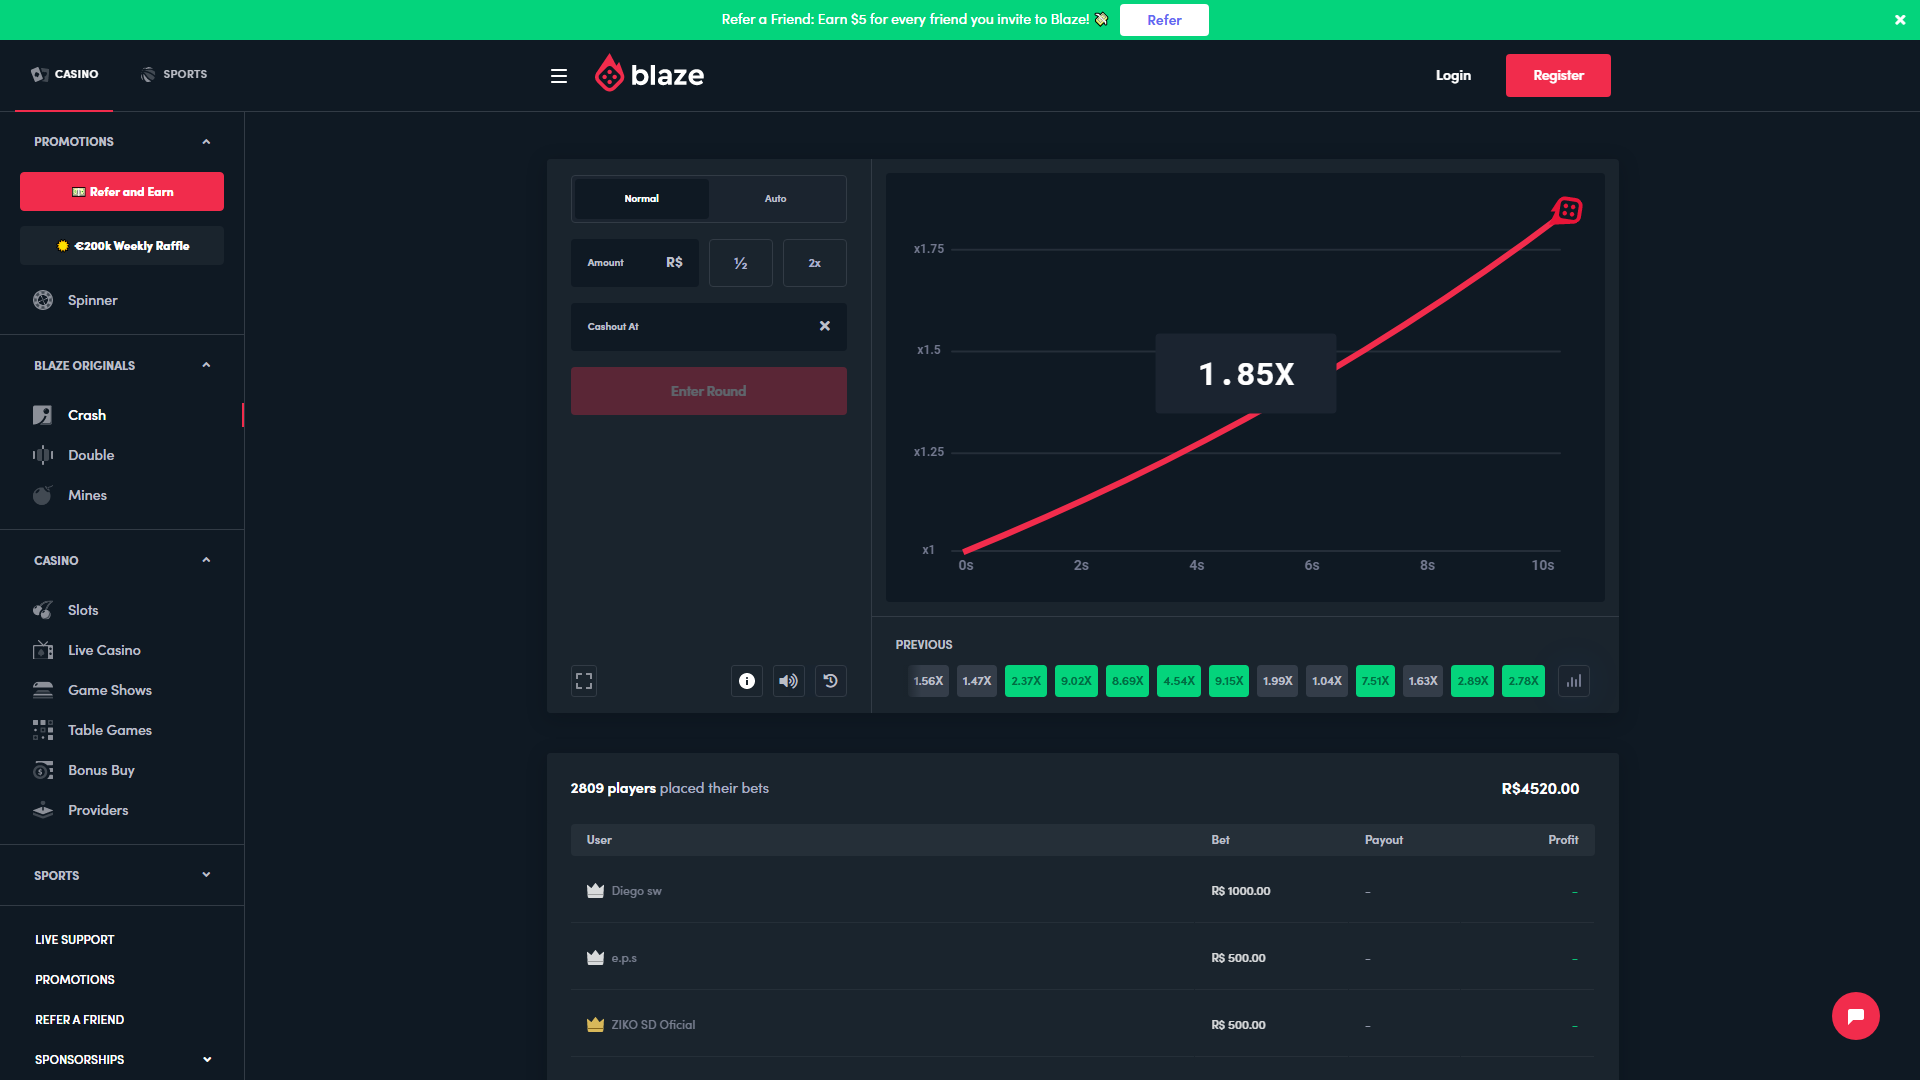 Refer a Friend: Earn $5 for every friend you invite to Blaze!
Refer
CASINO
SPORTS
blaze
Login
Register
PROMOTIONS
Refer and Earn
€200k Weekly Raffle
Spinner
BLAZE ORIGINALS
Crash
Double
Mines
CASINO
Slots
Live Casino
Game Shows
Table Games
Bonus Buy
Providers
SPORTS
LIVE SUPPORT
PROMOTIONS
REFER A FRIEND
SPONSORSHIPS
Normal
Auto
Amount R$
½
2x
Cashout At
Enter Round
x1.75
x1.5
x1.25
x1
1.85X
0s 2s 4s 6s 8s 10s
PREVIOUS
1.56X 1.47X 2.37X 9.02X 8.69X 4.54X 9.15X 1.99X 1.04X 7.51X 1.63X 2.89X 2.78X
2809 players placed their bets R$4520.00
User Bet Payout Profit
Diego sw R$ 1000.00 - -
e.p.s R$ 500.00 - -
ZIKO SD Oficial R$ 500.00 - -